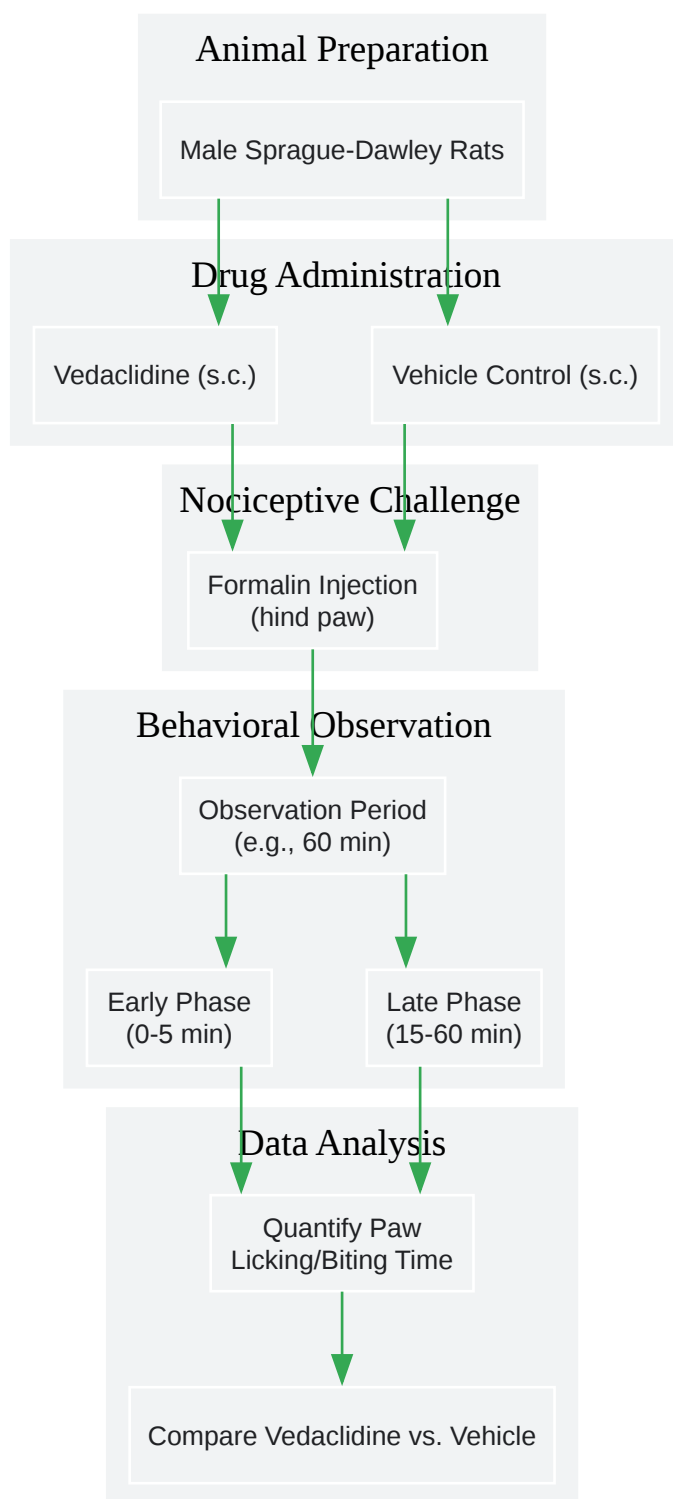 Animal Preparation
Male Sprague-Dawley Rats
Drug Administration
Vedaclidine (s.c.)
Vehicle Control (s.c.)
Nociceptive Challenge
Formalin Injection
(hind paw)
Behavioral Observation
Observation Period
(e.g., 60 min)
Early Phase
(0-5 min)
Late Phase
(15-60 min)
Data Analysis
Quantify Paw
Licking/Biting Time
Compare Vedaclidine vs. Vehicle